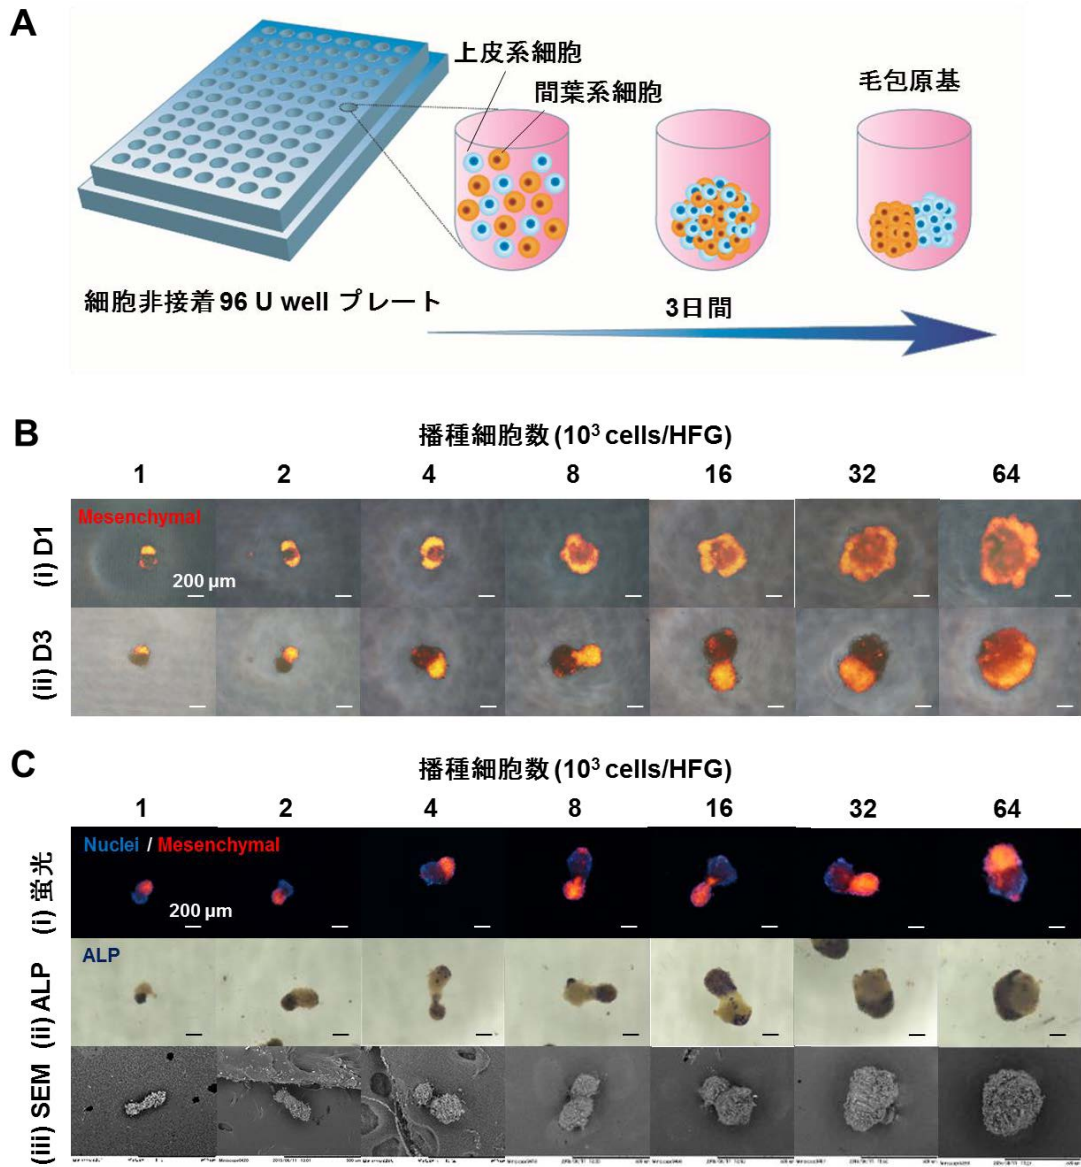 A
上皮系細胞
間葉系細胞
毛包原基
細胞非接着 96 U well プレート
3日間
B
播種細胞数 (10³ cells/HFG)
1 2 4 8 16 32 64
(i) D1
Mesenchymal
200 μm
(ii) D3
C
播種細胞数 (10³ cells/HFG)
1 2 4 8 16 32 64
(i) 蛍光
Nuclei / Mesenchymal
200 μm
(ii) ALP
ALP
(iii) SEM